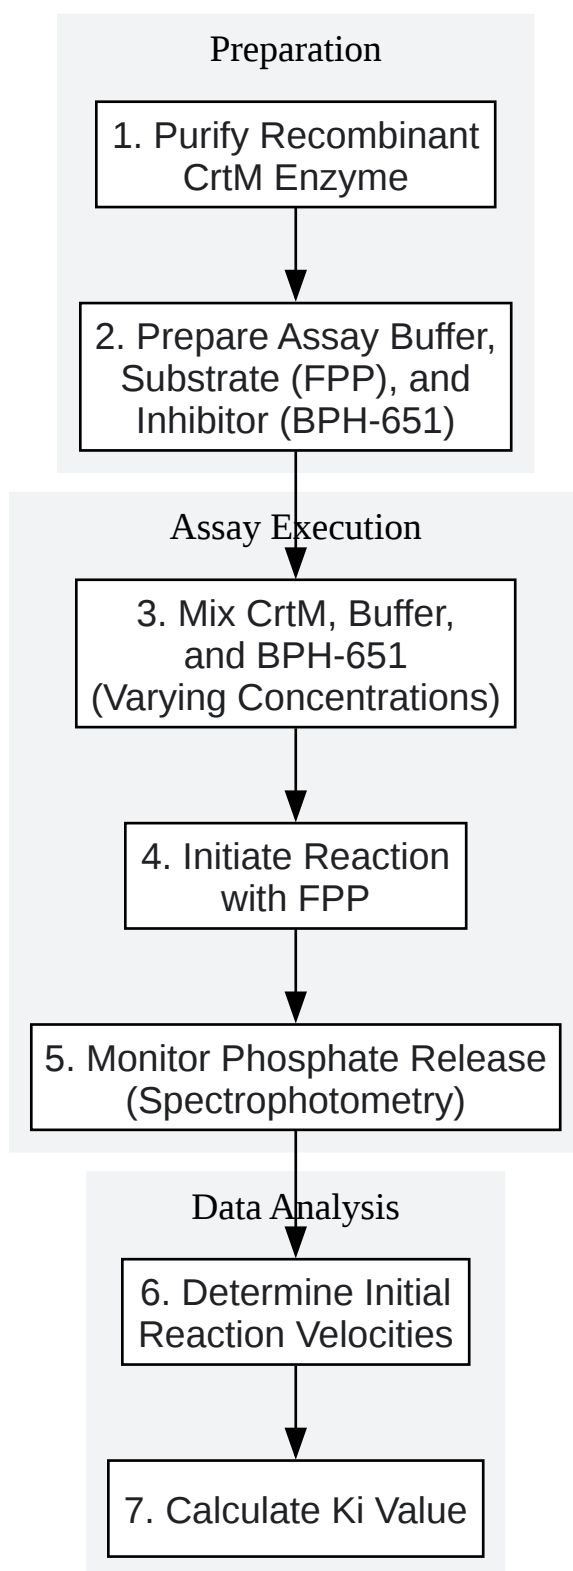 Preparation
1. Purify Recombinant
CrtM Enzyme
2. Prepare Assay Buffer,
Substrate (FPP), and
Inhibitor (BPH-651)
Assay Execution
3. Mix CrtM, Buffer,
and BPH-651
(Varying Concentrations)
4. Initiate Reaction
with FPP
5. Monitor Phosphate Release
(Spectrophotometry)
Data Analysis
6. Determine Initial
Reaction Velocities
7. Calculate Ki Value